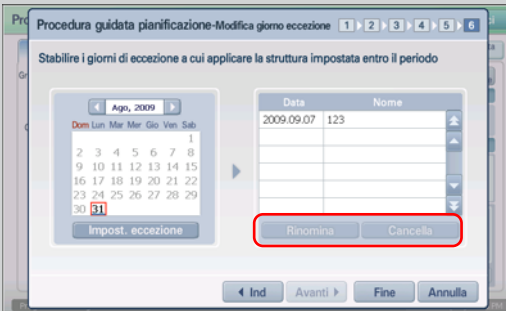 Procedura guidata pianificazione-Modifica giorno eccezione 1 2 3 4 5 6
Stabilire i giorni di eccezione a cui applicare la struttura impostata entro il periodo
Ago, 2009
Dom Lun Mar Mer Gio Ven Sab
1
2 3 4 5 6 7 8
9 10 11 12 13 14 15
16 17 18 19 20 21 22
23 24 25 26 27 28 29
30 31
Impost. eccezione
Data Nome
2009.09.07 123
Rinomina Cancella
Ind Avanti Fine Annulla